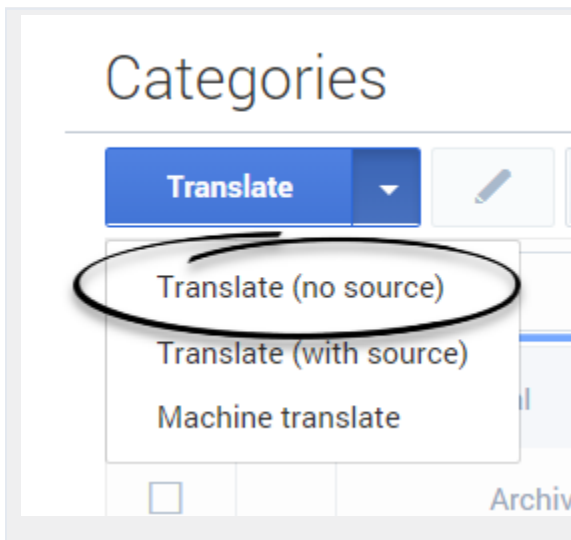 Categories
Translate
Translate (no source)
Translate (with source)
Machine translate